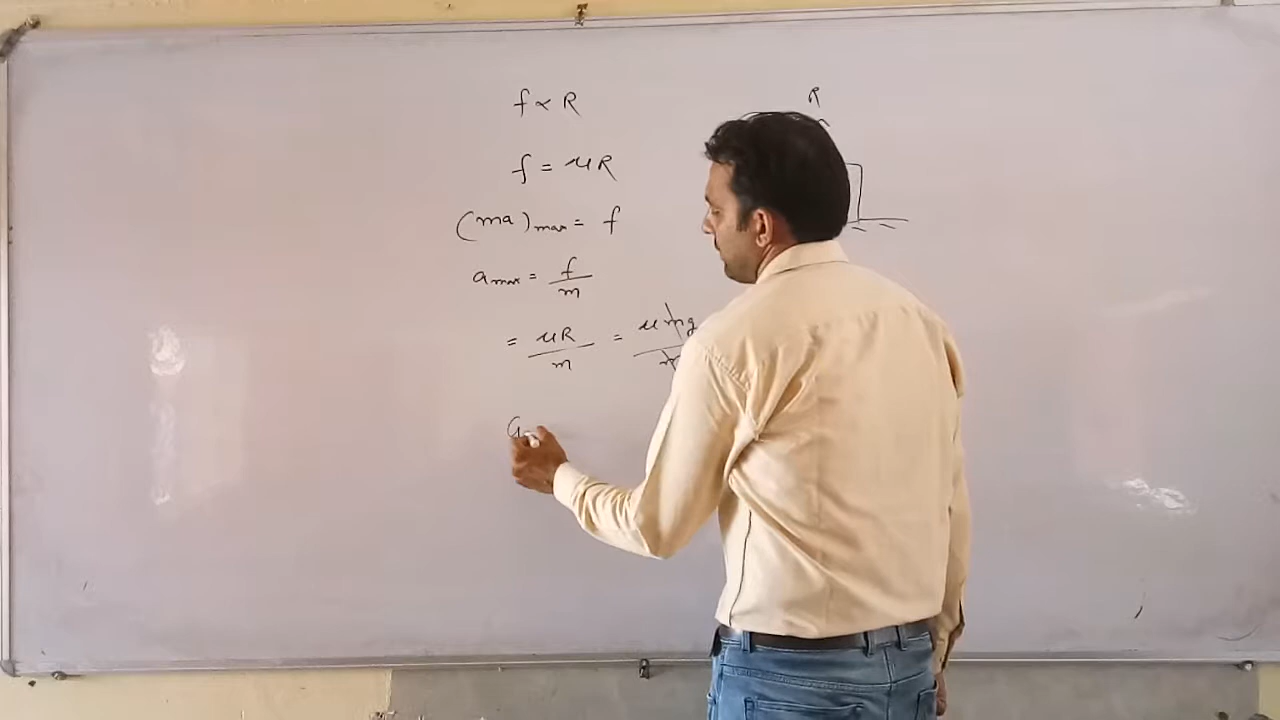 f ∝ R
R
f = μR
(ma)max = f
amax = f/m
= μR/m = μmg/m
a